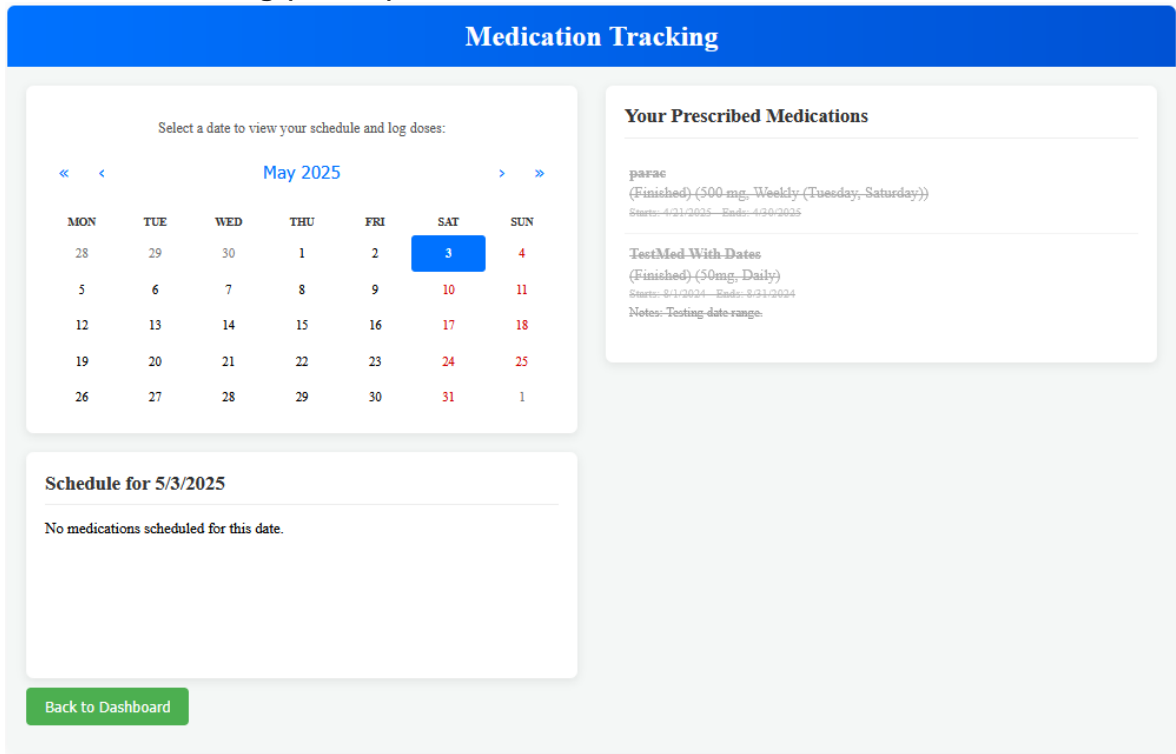 Medication Tracking
Select a date to view your schedule and log doses:
« ‹ May 2025 › »
MON TUE WED THU FRI SAT SUN
28 29 30 1 2 3 4
5 6 7 8 9 10 11
12 13 14 15 16 17 18
19 20 21 22 23 24 25
26 27 28 29 30 31 1
Schedule for 5/3/2025
No medications scheduled for this date.
Back to Dashboard
Your Prescribed Medications
parac
(Finished) (500 mg, Weekly (Tuesday, Saturday))
Starts: 4/21/2025 - Ends: 4/30/2025
TestMed With Dates
(Finished) (50mg, Daily)
Starts: 8/1/2024 - Ends: 8/31/2024
Notes: Testing date range.